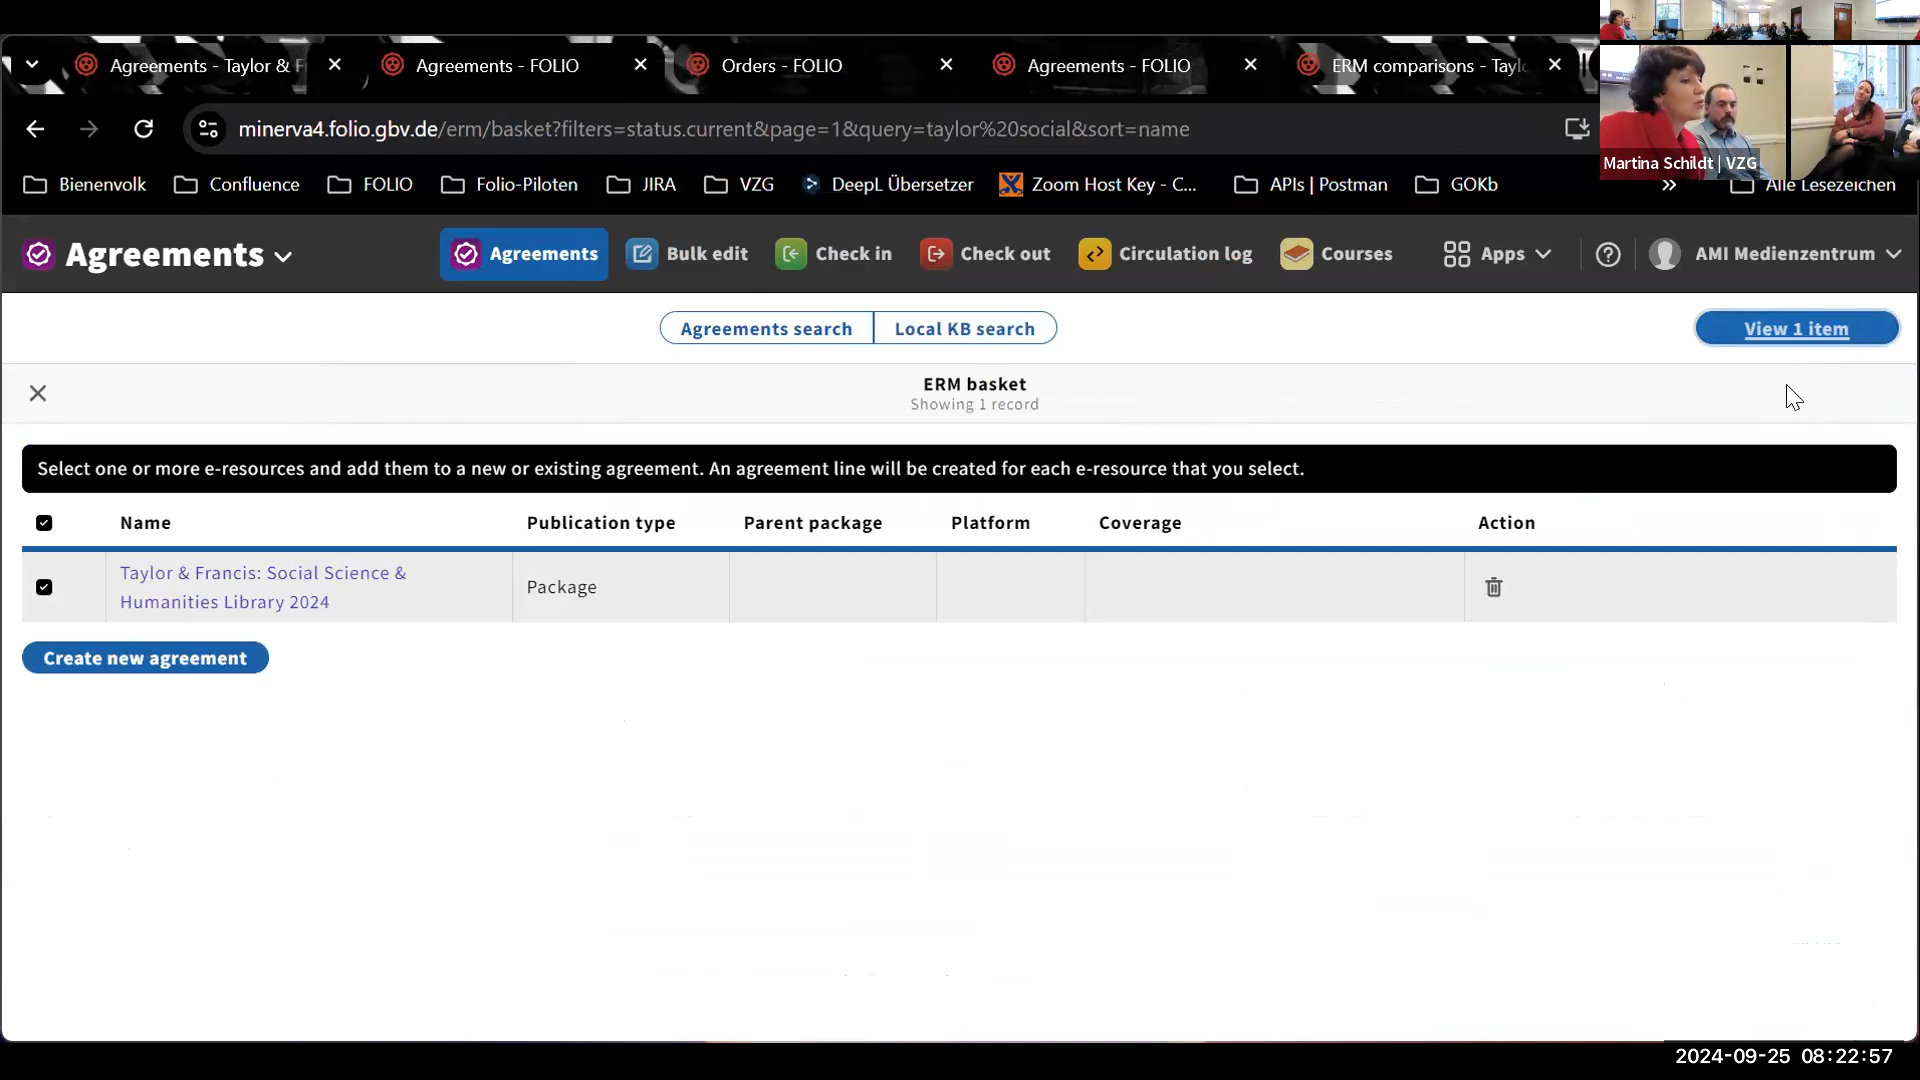 Agreements - Taylor & F
Agreements - FOLIO
Orders - FOLIO
Agreements - FOLIO
ERM comparisons - Taylo
minerva4.folio.gbv.de/erm/basket?filters=status.current&page=1&query=taylor%20social&sort=name
Martina Schildt | VZG
Bienenvolk
Confluence
FOLIO
Folio-Piloten
JIRA
VZG
DeepL Übersetzer
Zoom Host Key - C...
APIs | Postman
GOKb
»
Alle Lesezeichen
Agreements
Agreements
Bulk edit
Check in
Check out
Circulation log
Courses
Apps
AMI Medienzentrum
Agreements search
Local KB search
View 1 item
ERM basket
Showing 1 record
Select one or more e-resources and add them to a new or existing agreement. An agreement line will be created for each e-resource that you select.
Name Publication type Parent package Platform Coverage Action
Taylor & Francis: Social Science &
Humanities Library 2024
Package
Create new agreement
2024-09-25 08:22:57